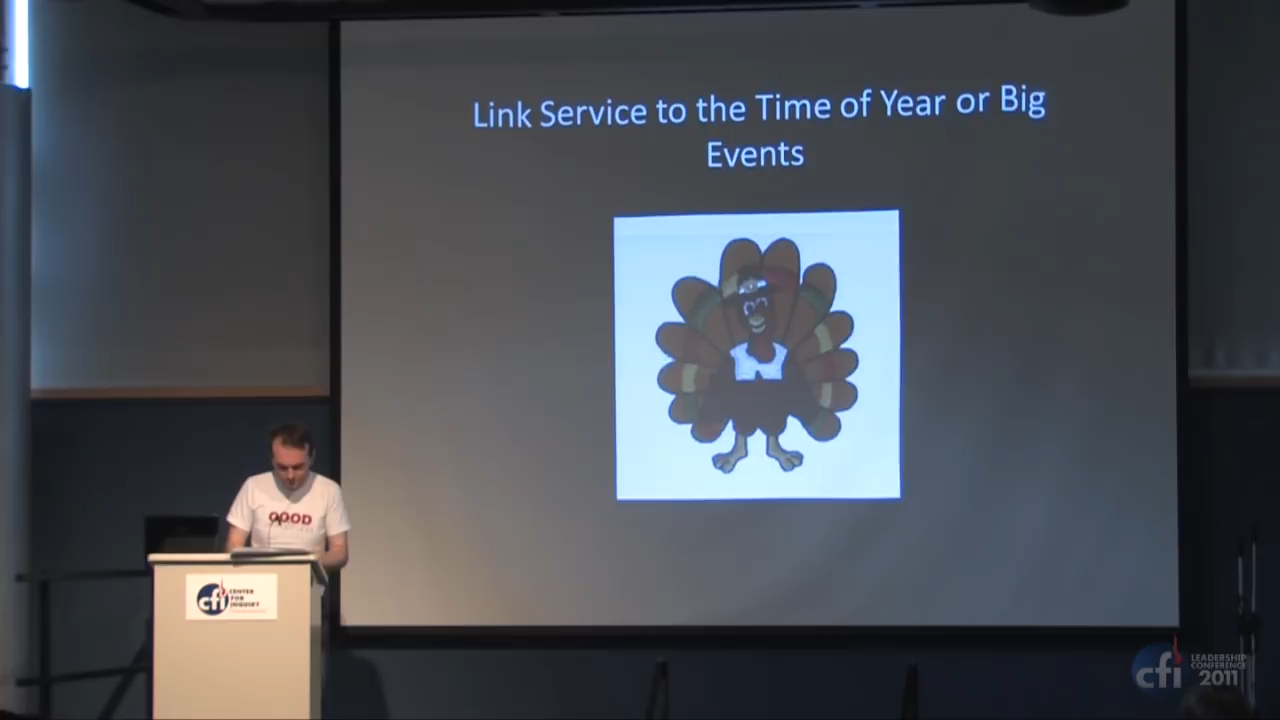 Link Service to the Time of Year or Big
Events
GOOD
cfi
CENTER
FOR
INQUIRY
cfi
LEADERSHIP
CONFERENCE
2011